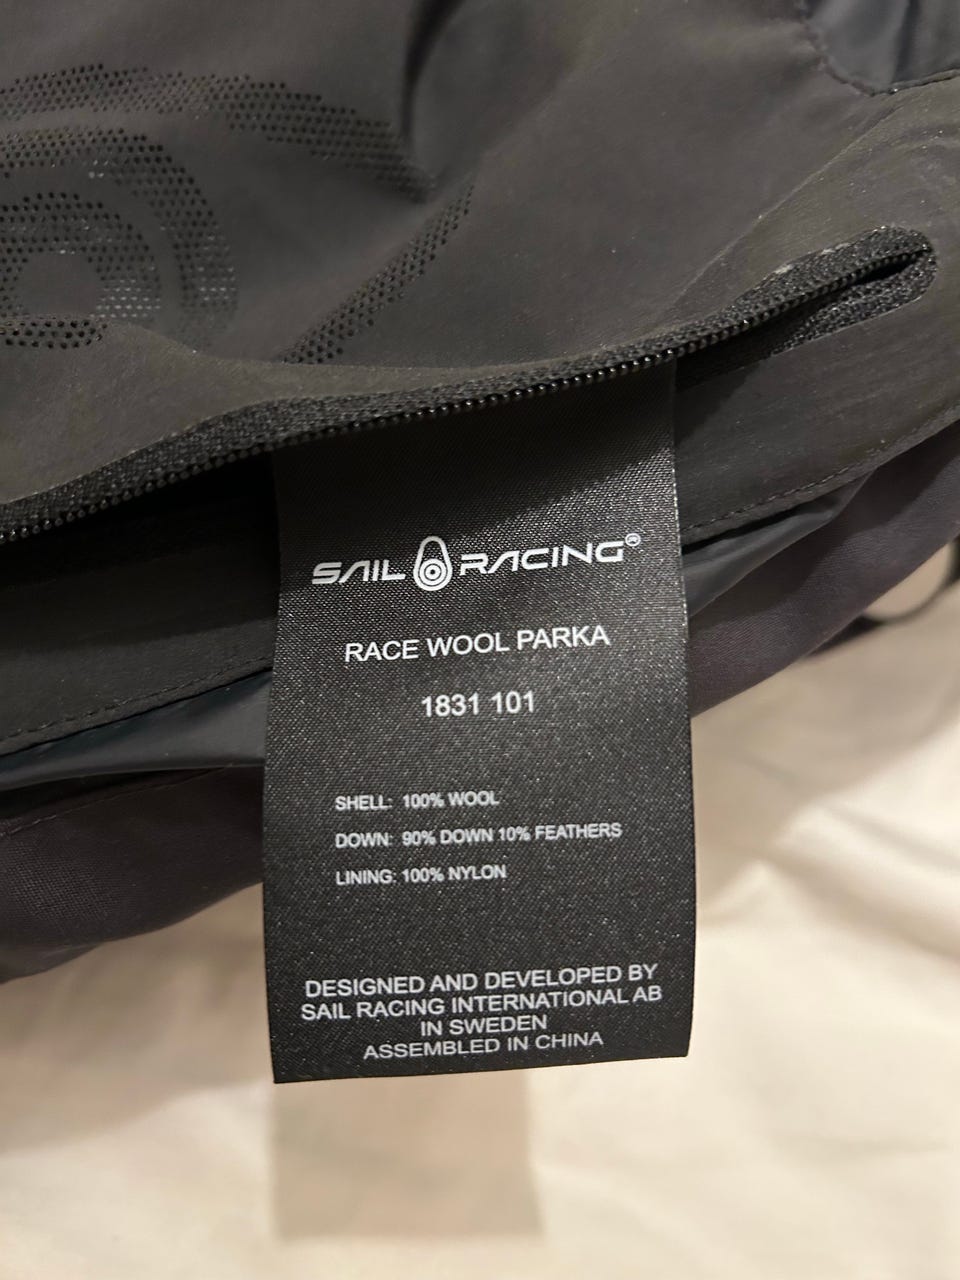 SAIL RACING®
RACE WOOL PARKA
1831 101
SHELL: 100% WOOL
DOWN: 90% DOWN 10% FEATHERS
LINING: 100% NYLON
DESIGNED AND DEVELOPED BY
SAIL RACING INTERNATIONAL AB
IN SWEDEN
ASSEMBLED IN CHINA